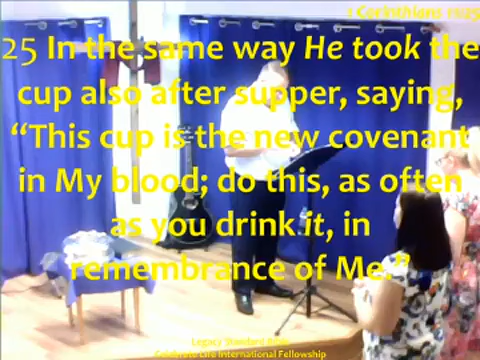 1 Corinthians 11:25
25 In the same way He took the
cup also after supper, saying,
“This cup is the new covenant
in My blood; do this, as often
as you drink it, in
remembrance of Me.”
Legacy Standard Bible
Celebrate Life International Fellowship